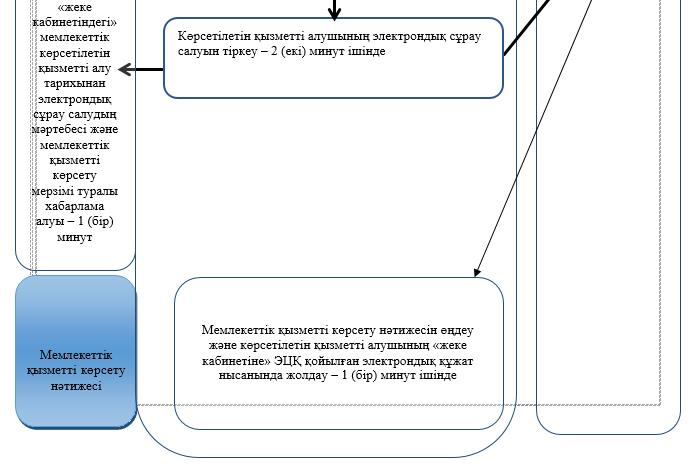 «жеке
кабинетіндегі»
мемлекеттік
көрсетілетін
қызметті алу
тарихынан
электрондық
сұрау салудың
мәртебесі және
мемлекеттік
қызметті
көрсету
мерзімі туралы
хабарлама
алуы – 1 (бір)
минут
Көрсетілетін қызметті алушының электрондық сұрау
салуын тіркеу – 2 (екі) минут ішінде
Мемлекеттік қызметті көрсету нәтижесін өңдеу
және көрсетілетін қызметті алушының «жеке
кабинетіне» ЭЦҚ қойылған электрондық құжат
нысанында жолдау – 1 (бір) минут ішінде
Мемлекеттік
қызметті көрсету
нәтижесі